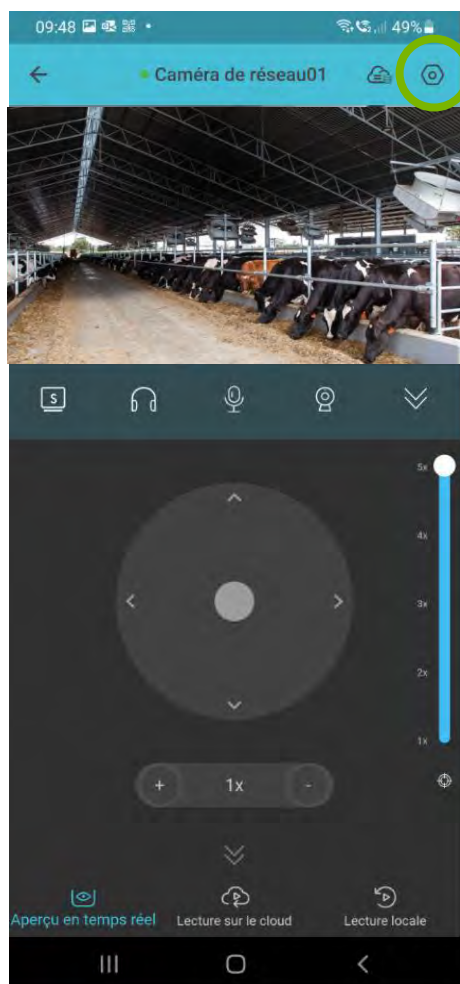 09:48 49%
Caméra de réseau01
S
5x
4x
3x
2x
1x
+ 1x -
Aperçu en temps réel Lecture sur le cloud Lecture locale